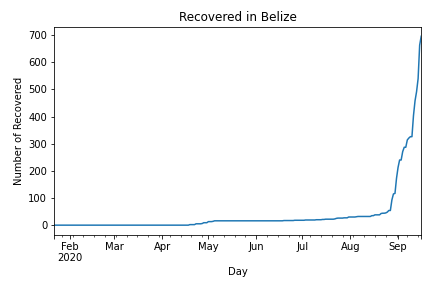 Recovered in Belize
Number of Recovered
700
600
500
400
300
200
100
0
Feb Mar Apr May Jun Jul Aug Sep
2020
Day